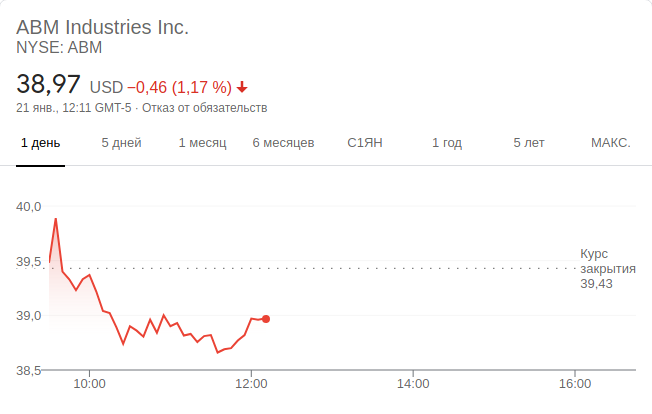 ABM Industries Inc.
NYSE: ABM
38,97 USD −0,46 (1,17 %)
21 янв., 12:11 GMT-5 · Отказ от обязательств
1 день 5 дней 1 месяц 6 месяцев С1ЯН 1 год 5 лет МАКС.
40,0
39,5
39,0
38,5
Курс
закрытия
39,43
10:00 12:00 14:00 16:00